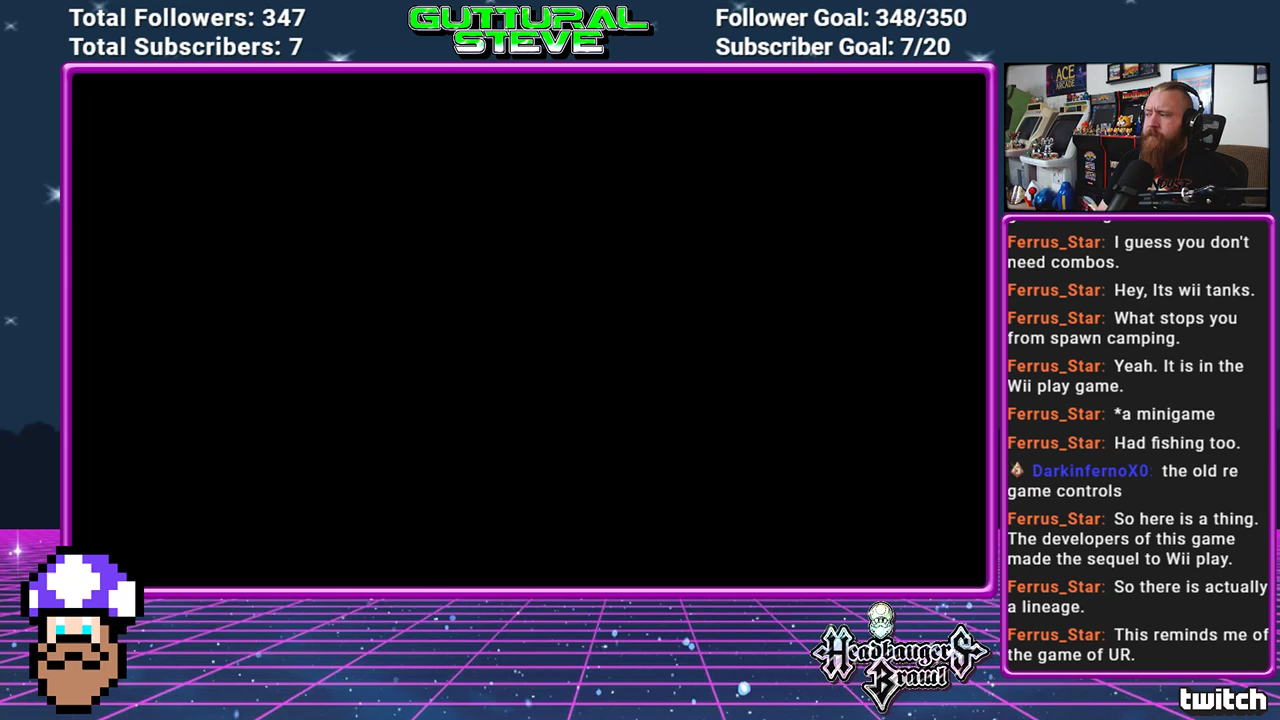 Total Followers: 347
Total Subscribers: 7
GUTTURAL
STEVE
Follower Goal: 348/350
Subscriber Goal: 7/20
ACE
ARCADE
Ferrus_Star: I guess you don't
need combos.
Ferrus_Star: Hey, Its wii tanks.
Ferrus_Star: What stops you
from spawn camping.
Ferrus_Star: Yeah. It is in the
Wii play game.
Ferrus_Star: *a minigame
Ferrus_Star: Had fishing too.
DarkinfernoX0: the old re
game controls
Ferrus_Star: So here is a thing.
The developers of this game
made the sequel to Wii play.
Ferrus_Star: So there is actually
a lineage.
Ferrus_Star: This reminds me of
the game of UR.
Headbangers
Brawl
twitch